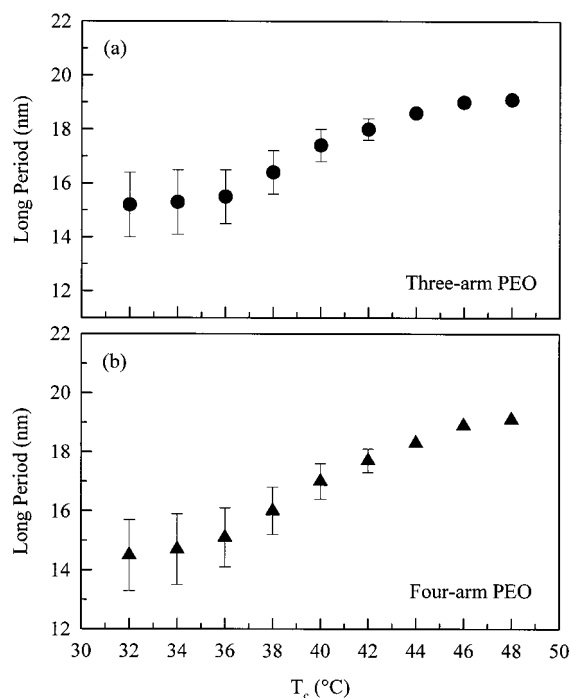 (a)
22
20
18
16
14
12
Long Period (nm)
Three-arm PEO
(b)
22
20
18
16
14
12
Long Period (nm)
Four-arm PEO
30 32 34 36 38 40 42 44 46 48 50
Tc (°C)